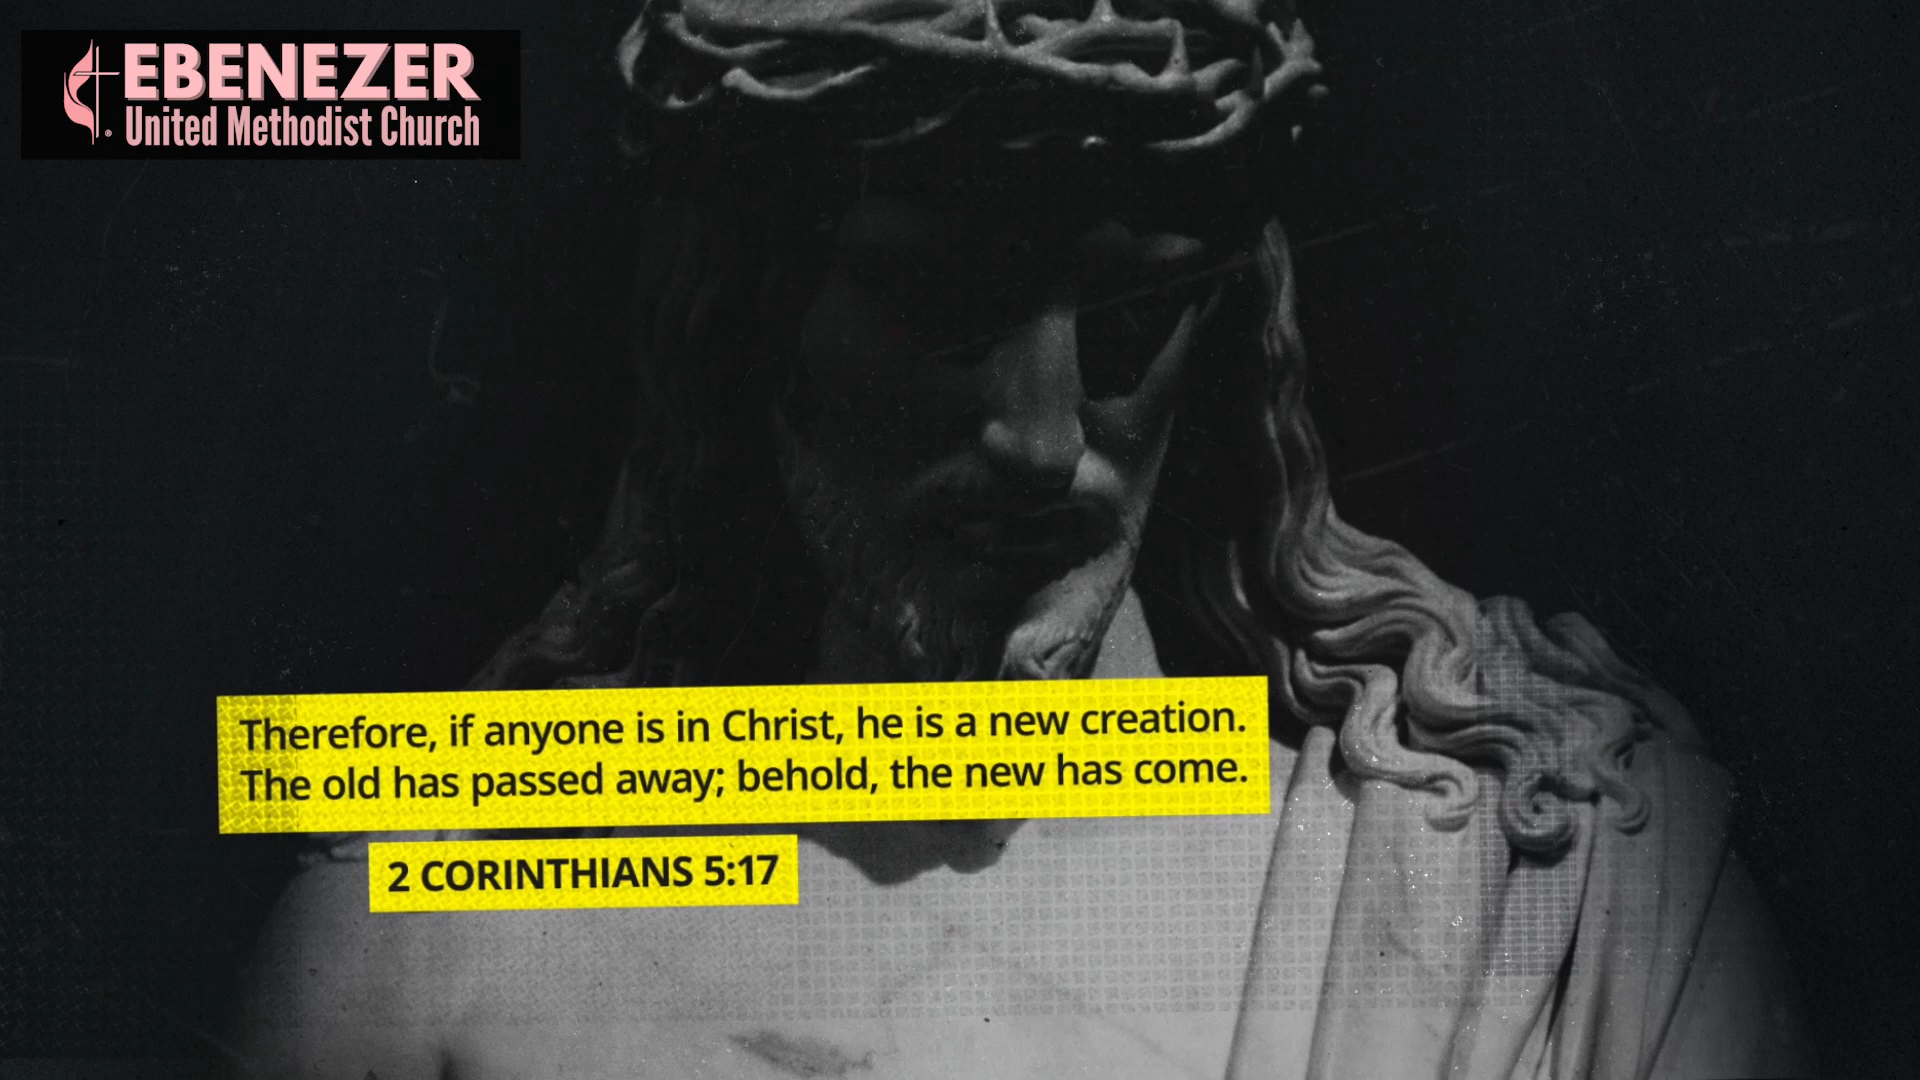 EBENEZER
United Methodist Church
Therefore, if anyone is in Christ, he is a new creation.
The old has passed away; behold, the new has come.
2 CORINTHIANS 5:17